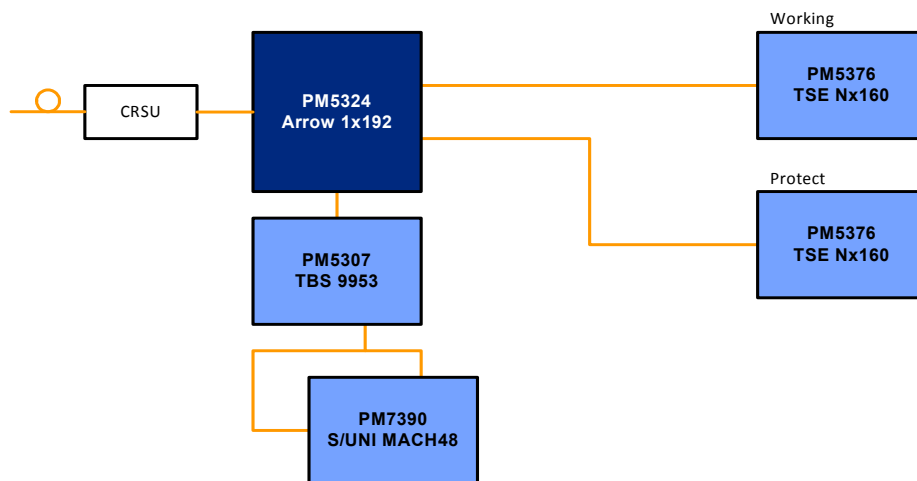 Working
PM5376
TSE Nx160
CRSU
PM5324
Arrow 1x192
Protect
PM5376
TSE Nx160
PM5307
TBS 9953
PM7390
S/UNI MACH48